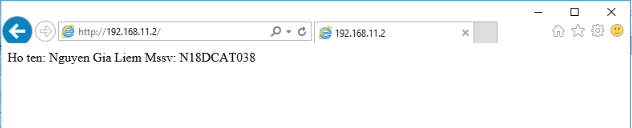 http://192.168.11.2/
192.168.11.2
Ho ten: Nguyen Gia Liem Mssv: N18DCAT038